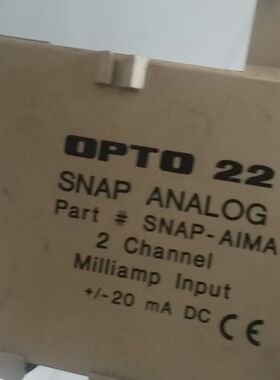 OPTO 22
SNAP ANALOG
Part # SNAP-AIMA
2 Channel
Milliamp Input
+/-20 mA DC CE